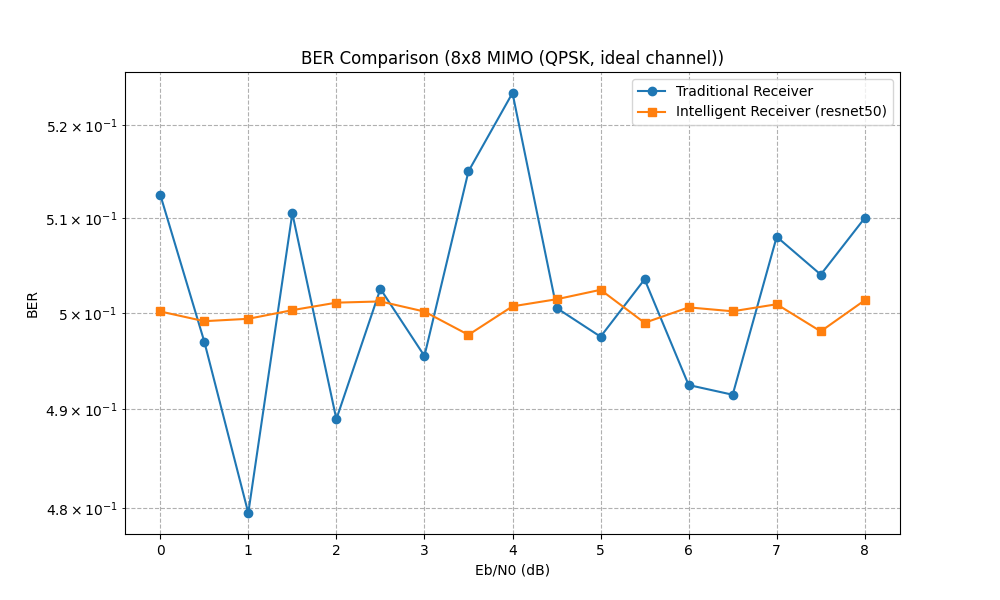 BER Comparison (8x8 MIMO (QPSK, ideal channel))
Traditional Receiver
Intelligent Receiver (resnet50)
5.2 × 10⁻¹
5.1 × 10⁻¹
5 × 10⁻¹
4.9 × 10⁻¹
4.8 × 10⁻¹
BER
0 1 2 3 4 5 6 7 8
Eb/N0 (dB)